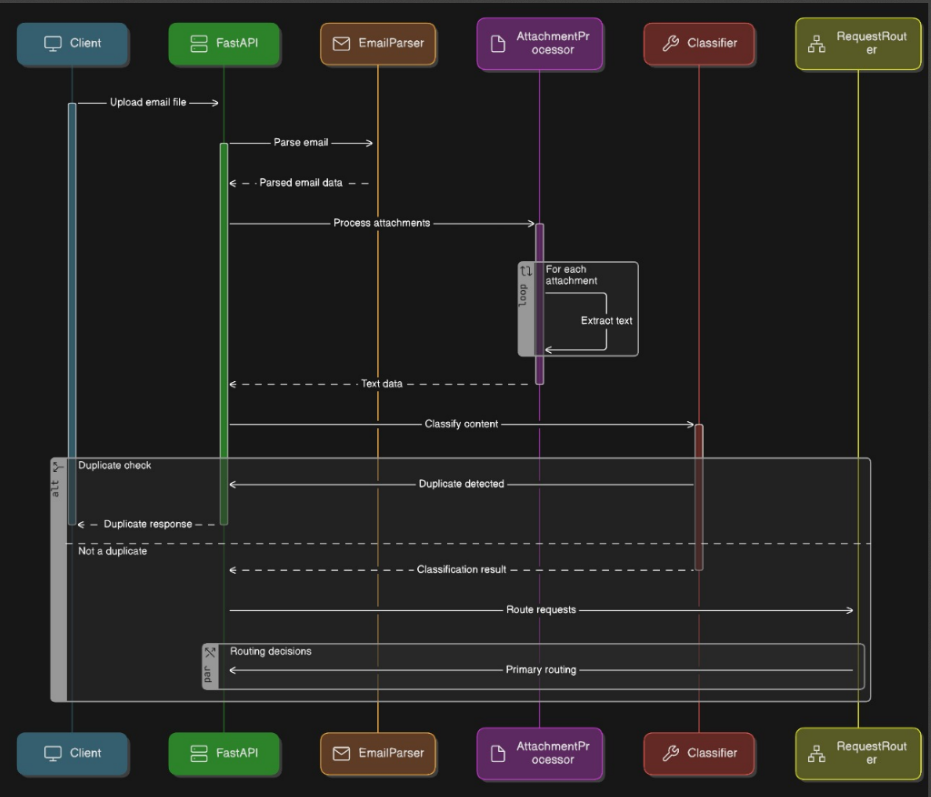 Client
FastAPI
EmailParser
AttachmentPr
ocessor
Classifier
RequestRout
er
Upload email file
Parse email
Parsed email data
Process attachments
loop
For each
attachment
Extract text
Text data
Classify content
alt
Duplicate check
Duplicate detected
Duplicate response
Not a duplicate
Classification result
Route requests
par
Routing decisions
Primary routing
Client
FastAPI
EmailParser
AttachmentPr
ocessor
Classifier
RequestRout
er